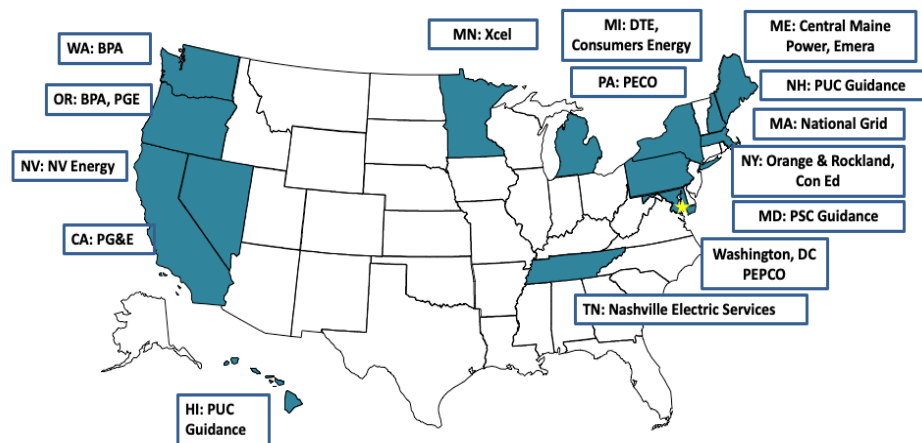 WA: BPA
OR: BPA, PGE
NV: NV Energy
CA: PG&E
HI: PUC
Guidance
MN: Xcel
MI: DTE,
Consumers Energy
PA: PECO
ME: Central Maine
Power, Emera
NH: PUC Guidance
MA: National Grid
NY: Orange & Rockland,
Con Ed
MD: PSC Guidance
Washington, DC
PEPCO
TN: Nashville Electric Services